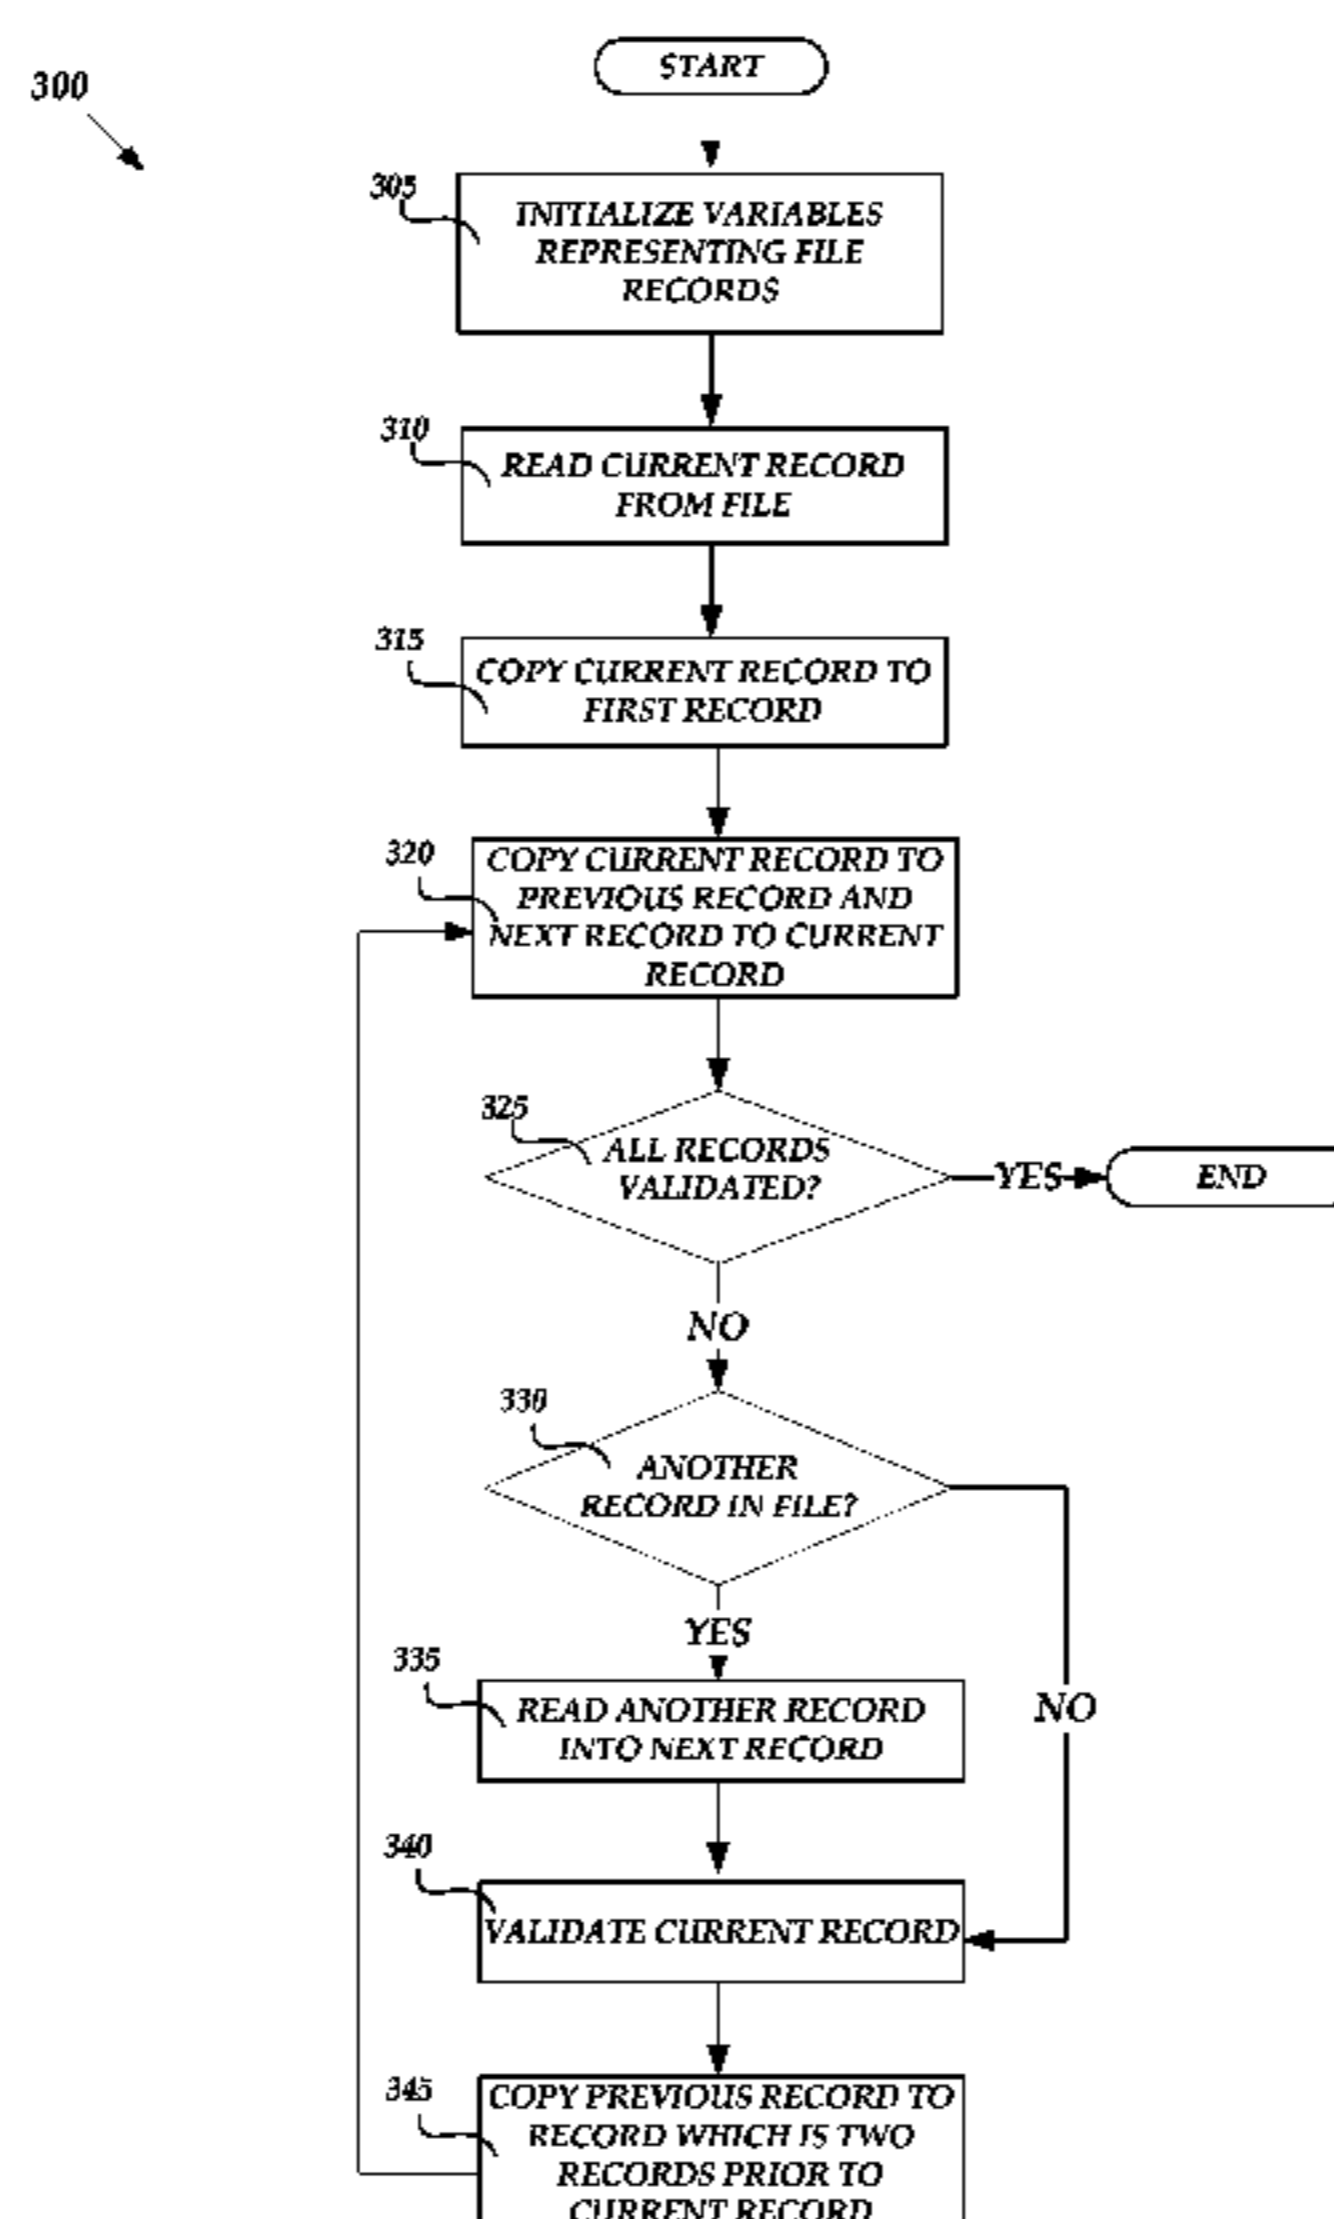 START
300
305
INITIALIZE VARIABLES
REPRESENTING FILE
RECORDS
310
READ CURRENT RECORD
FROM FILE
315
COPY CURRENT RECORD TO
FIRST RECORD
320
COPY CURRENT RECORD TO
PREVIOUS RECORD AND
NEXT RECORD TO CURRENT
RECORD
325
ALL RECORDS
VALIDATED?
YES
END
NO
330
ANOTHER
RECORD IN FILE?
YES
335
READ ANOTHER RECORD
INTO NEXT RECORD
NO
340
VALIDATE CURRENT RECORD
345
COPY PREVIOUS RECORD TO
RECORD WHICH IS TWO
RECORDS PRIOR TO
CURRENT RECORD